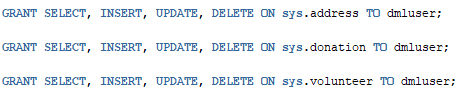 GRANT SELECT, INSERT, UPDATE, DELETE ON sys.address TO dmluser;
GRANT SELECT, INSERT, UPDATE, DELETE ON sys.donation TO dmluser;
GRANT SELECT, INSERT, UPDATE, DELETE ON sys.volunteer TO dmluser;